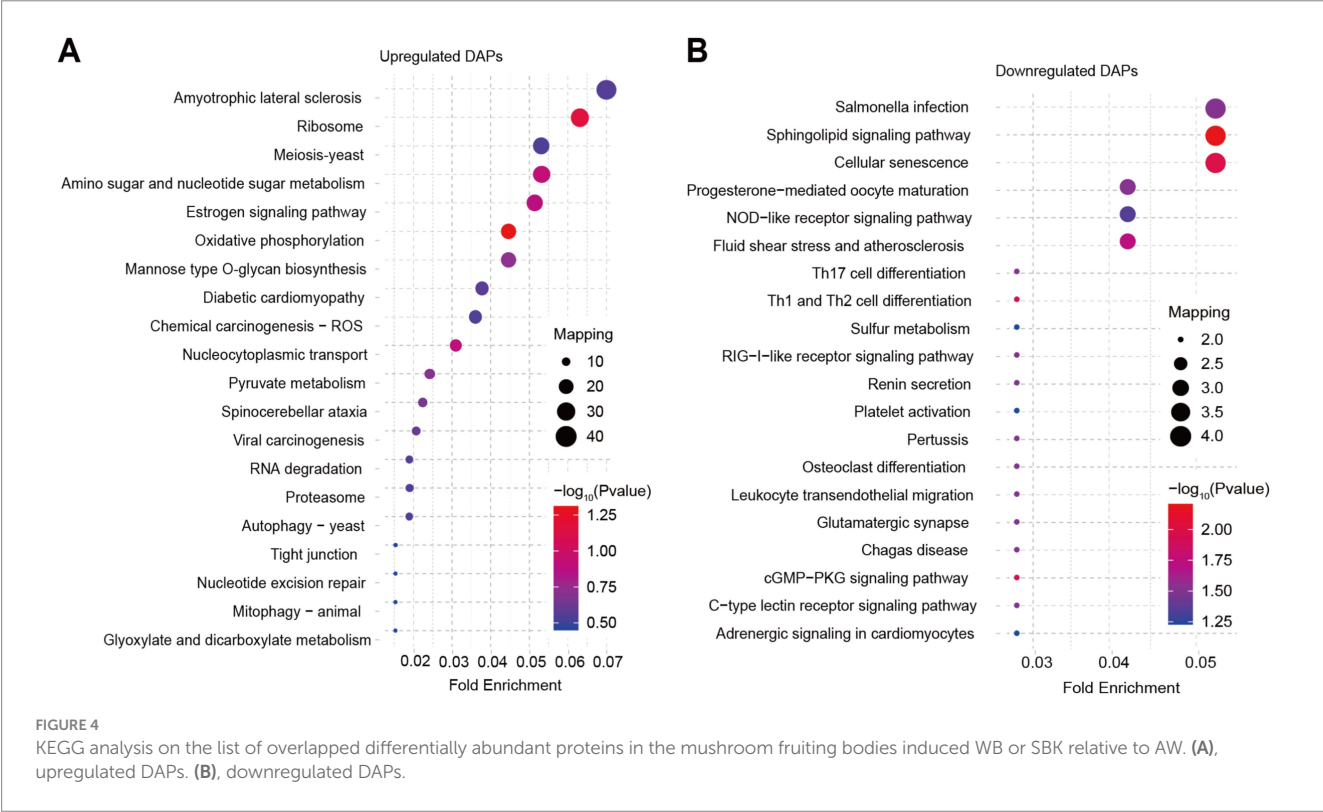 A
Upregulated DAPs
Amyotrophic lateral sclerosis
Ribosome
Meiosis-yeast
Amino sugar and nucleotide sugar metabolism
Estrogen signaling pathway
Oxidative phosphorylation
Mannose type O-glycan biosynthesis
Diabetic cardiomyopathy
Chemical carcinogenesis − ROS
Nucleocytoplasmic transport
Pyruvate metabolism
Spinocerebellar ataxia
Viral carcinogenesis
RNA degradation
Proteasome
Autophagy − yeast
Tight junction
Nucleotide excision repair
Mitophagy − animal
Glyoxylate and dicarboxylate metabolism
0.02 0.03 0.04 0.05 0.06 0.07
Fold Enrichment
Mapping
10
20
30
40
−log10(Pvalue)
1.25
1.00
0.75
0.50
B
Downregulated DAPs
Salmonella infection
Sphingolipid signaling pathway
Cellular senescence
Progesterone−mediated oocyte maturation
NOD−like receptor signaling pathway
Fluid shear stress and atherosclerosis
Th17 cell differentiation
Th1 and Th2 cell differentiation
Sulfur metabolism
RIG−I−like receptor signaling pathway
Renin secretion
Platelet activation
Pertussis
Osteoclast differentiation
Leukocyte transendothelial migration
Glutamatergic synapse
Chagas disease
cGMP−PKG signaling pathway
C−type lectin receptor signaling pathway
Adrenergic signaling in cardiomyocytes
0.03 0.04 0.05
Fold Enrichment
Mapping
2.0
2.5
3.0
3.5
4.0
−log10(Pvalue)
2.00
1.75
1.50
1.25
FIGURE 4
KEGG analysis on the list of overlapped differentially abundant proteins in the mushroom fruiting bodies induced WB or SBK relative to AW. (A),
upregulated DAPs. (B), downregulated DAPs.